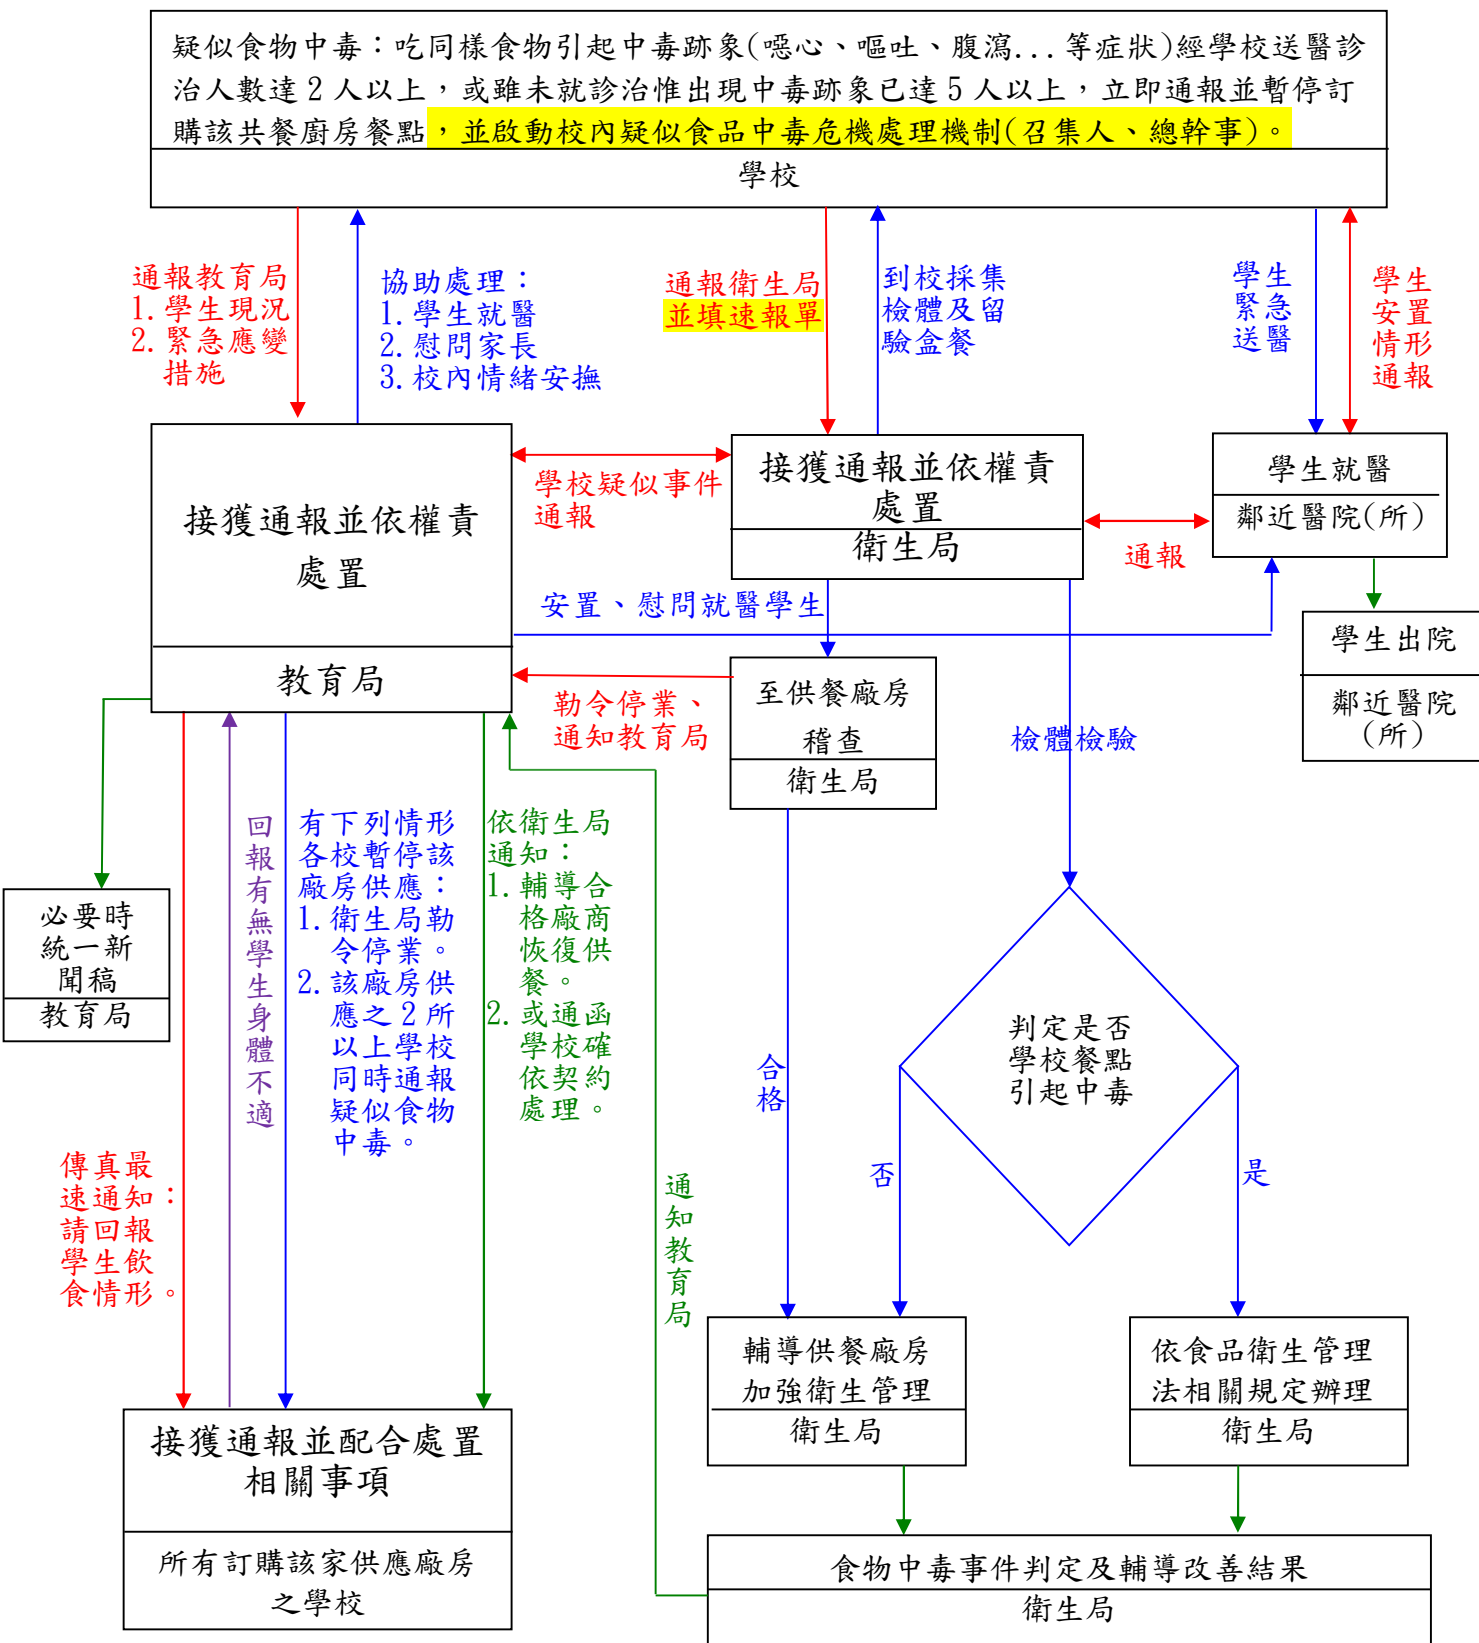 疑似食物中毒：吃同樣食物引起中毒跡象(噁心、嘔吐、腹瀉...等症狀)經學校送醫診
治人數達2人以上，或雖未就診治惟出現中毒跡象已達5人以上，立即通報並暫停訂
購該共餐廚房餐點，並啟動校內疑似食品中毒危機處理機制(召集人、總幹事)。
學校
通報教育局
1.學生現況
2.緊急應變
措施
協助處理：
1.學生就醫
2.慰問家長
3.校內情緒安撫
通報衛生局
並填速報單
到校採集
檢體及留
驗盒餐
學生
緊急
送醫
學生
安置
情形
通報
接獲通報並依權責
處置
教育局
學校疑似事件
通報
接獲通報並依權責
處置
衛生局
通報
學生就醫
鄰近醫院(所)
安置、慰問就醫學生
學生出院
鄰近醫院
(所)
勒令停業、
通知教育局
至供餐廠房
稽查
衛生局
檢體檢驗
必要時
統一新
聞稿
教育局
回報有無學生身體不適
有下列情形
各校暫停該
廠房供應：
1.衛生局勒
令停業。
2.該廠房供
應之2所
以上學校
同時通報
疑似食物
中毒。
依衛生局
通知：
1.輔導合
格廠商
恢復供
餐。
2.或通函
學校確
依契約
處理。
合格
判定是否
學校餐點
引起中毒
否
是
傳真最
速通知：
請回報
學生飲
食情形。
通知教育局
輔導供餐廠房
加強衛生管理
衛生局
依食品衛生管理
法相關規定辦理
衛生局
接獲通報並配合處置
相關事項
所有訂購該家供應廠房
之學校
食物中毒事件判定及輔導改善結果
衛生局